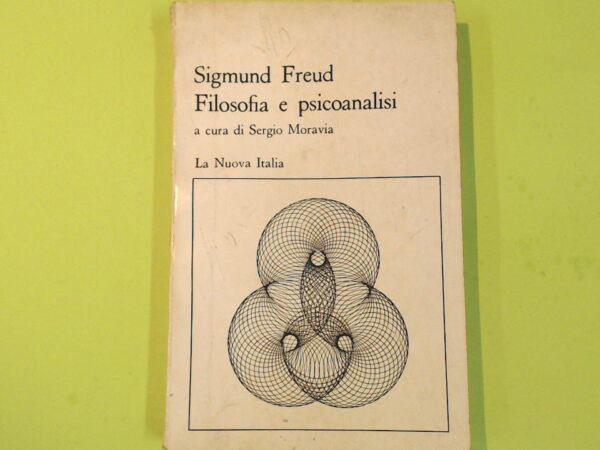 Sigmund Freud
Filosofia e psicoanalisi
a cura di Sergio Moravia
La Nuova Italia